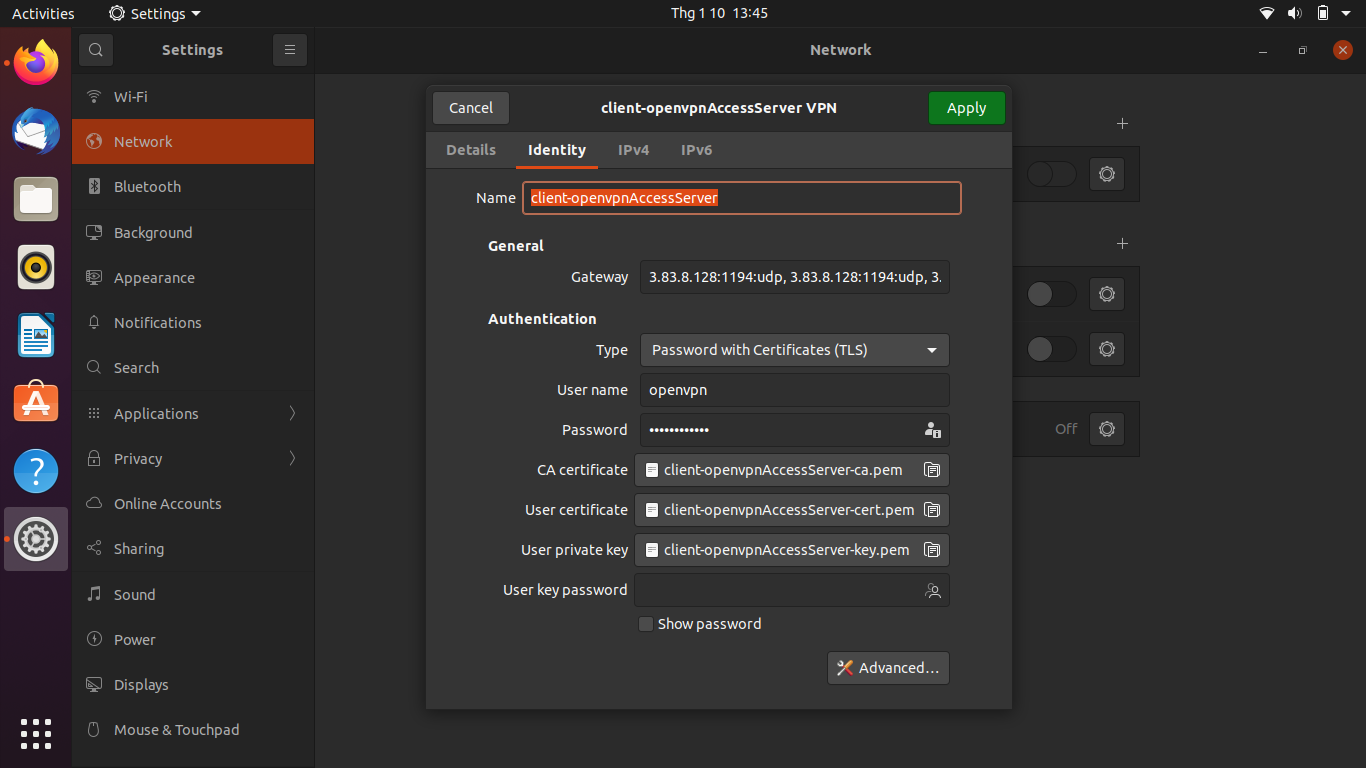 Activities
Settings
Thg 1 10 13:45
Settings
Network
Wi-Fi
Network
Bluetooth
Background
Appearance
Notifications
Search
Applications
Privacy
Online Accounts
Sharing
Sound
Power
Displays
Mouse & Touchpad
Cancel
client-openvpnAccessServer VPN
Apply
Details
Identity
IPv4
IPv6
Name
client-openvpnAccessServer
General
Gateway
3.83.8.128:1194:udp, 3.83.8.128:1194:udp, 3.
Authentication
Type
Password with Certificates (TLS)
User name
openvpn
Password
••••••••••••
CA certificate
client-openvpnAccessServer-ca.pem
User certificate
client-openvpnAccessServer-cert.pem
User private key
client-openvpnAccessServer-key.pem
User key password
Show password
Advanced...
Off